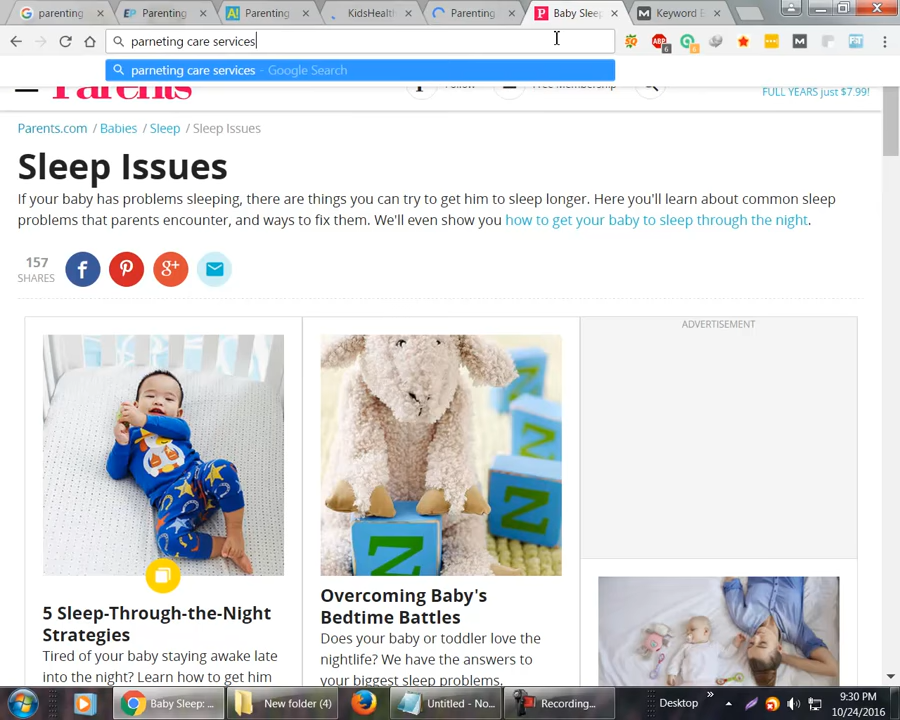 parenting
Parenting
Parenting
KidsHealth
Parenting
Baby Sleep
Keyword E
parneting care services
parneting care services - Google Search
Parents
Follow
Free Membership
FULL YEARS just $7.99!
Parents.com / Babies / Sleep / Sleep Issues
Sleep Issues
If your baby has problems sleeping, there are things you can try to get him to sleep longer. Here you'll learn about common sleep
problems that parents encounter, and ways to fix them. We'll even show you how to get your baby to sleep through the night.
157
SHARES
ADVERTISEMENT
5 Sleep-Through-the-Night
Strategies
Tired of your baby staying awake late
into the night? Learn how to get him
Overcoming Baby's
Bedtime Battles
Does your baby or toddler love the
nightlife? We have the answers to
your biggest sleep problems.
Baby Sleep: ...
New folder (4)
Untitled - No...
Recording...
Desktop
9:30 PM
10/24/2016